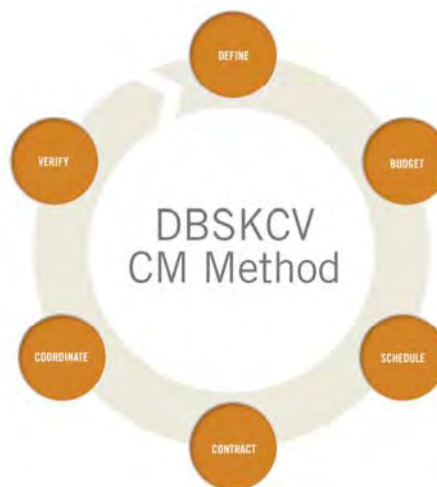 DEFINE
BUDGET
SCHEDULE
CONTRACT
COORDINATE
VERIFY
DBSKCV
CM Method